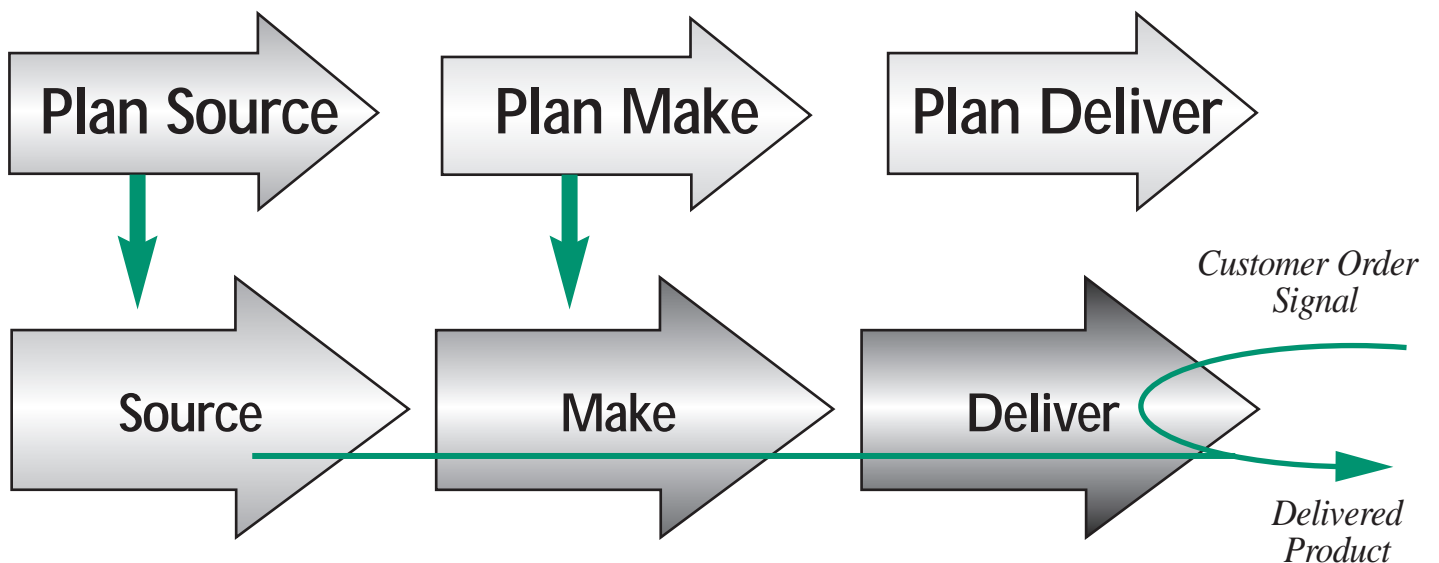 Plan Source
Plan Make
Plan Deliver
Customer Order
Signal
Source
Make
Deliver
Delivered
Product